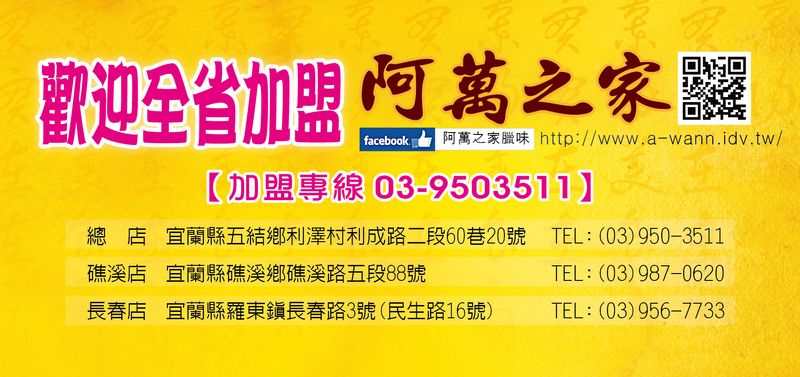 歡迎全省加盟
阿萬之家
facebook 阿萬之家臘味 http://www.a-wann.idv.tw/
【加盟專線 03-9503511】
總 店 宜蘭縣五結鄉利澤村利成路二段60巷20號 TEL:(03)950-3511
礁溪店 宜蘭縣礁溪鄉礁溪路五段88號 TEL:(03)987-0620
長春店 宜蘭縣羅東鎮長春路3號(民生路16號) TEL:(03)956-7733